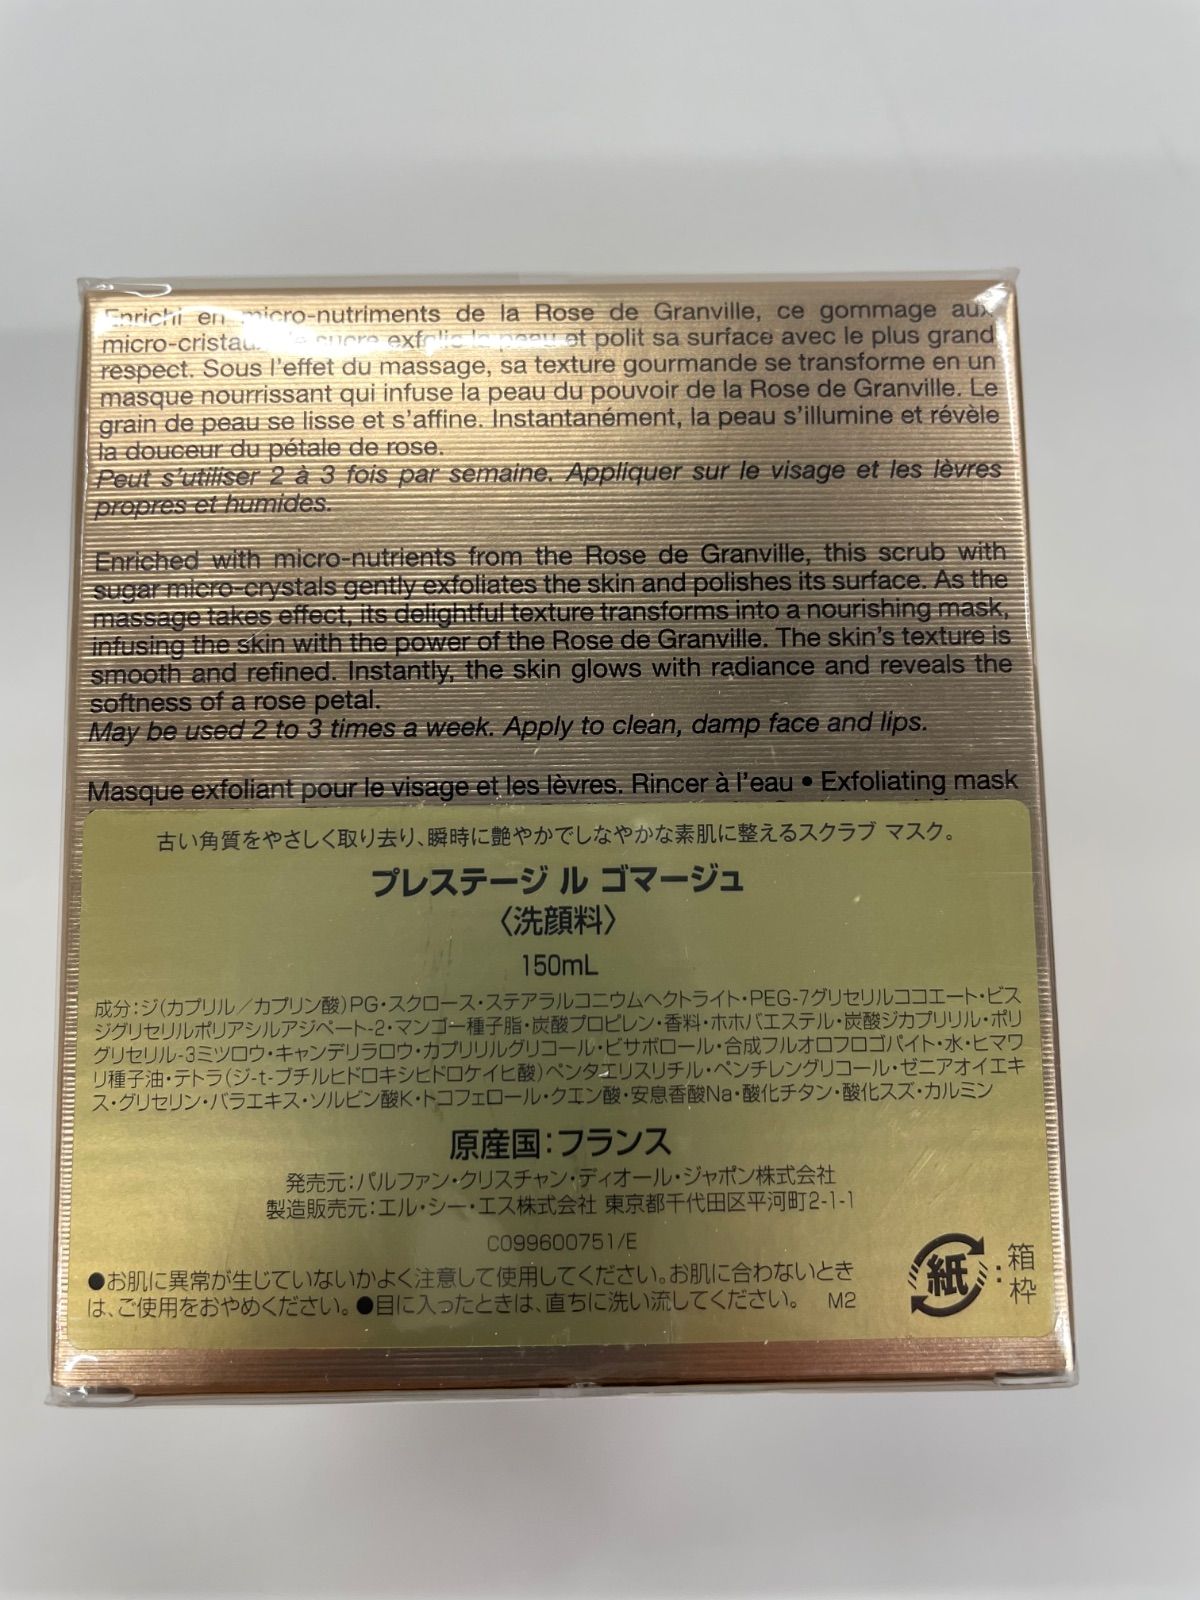 Enrichi en micro-nutriments de la Rose de Granville, ce gommage aux
micro-cristaux de sucre exfolie la peau et polit sa surface avec le plus grand
respect. Sous l'effet du massage, sa texture gourmande se transforme en un
masque nourrissant qui infuse la peau du pouvoir de la Rose de Granville. Le
grain de peau se lisse et s'affine. Instantanément, la peau s'illumine et révèle
la douceur du pétale de rose.
Peut s'utiliser 2 à 3 fois par semaine. Appliquer sur le visage et les lèvres
propres et humides.
Enriched with micro-nutrients from the Rose de Granville, this scrub with
sugar micro-crystals gently exfoliates the skin and polishes its surface. As the
massage takes effect, its delightful texture transforms into a nourishing mask,
infusing the skin with the power of the Rose de Granville. The skin's texture is
smooth and refined. Instantly, the skin glows with radiance and reveals the
softness of a rose petal.
May be used 2 to 3 times a week. Apply to clean, damp face and lips.
Masque exfoliant pour le visage et les lèvres. Rincer à l'eau • Exfoliating mask
古い角質をやさしく取り去り、瞬時に艶やかでしなやかな素肌に整えるスクラブ マスク。
プレステージ ル ゴマージュ
〈洗顔料〉
150mL
成分：ジ(カプリル／カプリン酸)PG・スクロース・ステアラルコニウムヘクトライト・PEG-7グリセリルココエート・ビス
ジグリセリルポリアシルアジペート-2・マンゴー種子脂・炭酸プロピレン・香料・ホホバエステル・炭酸ジカプリリル・ポリ
グリセリル-3ミツロウ・キャンデリラロウ・カプリリルグリコール・ビサボロール・合成フルオロフロゴパイト・水・ヒマワ
リ種子油・テトラ(ジ-t-ブチルヒドロキシヒドロケイヒ酸)ペンタエリスリチル・ペンチレングリコール・ゼニアオイエキ
ス・グリセリン・バラエキス・ソルビン酸K・トコフェロール・クエン酸・安息香酸Na・酸化チタン・酸化スズ・カルミン
原産国：フランス
発売元：パルファン・クリスチャン・ディオール・ジャポン株式会社
製造販売元：エル・シー・エス株式会社 東京都千代田区平河町2-1-1
C099600751/E
●お肌に異常が生じていないかよく注意して使用してください。お肌に合わないとき
は、ご使用をおやめください。●目に入ったときは、直ちに洗い流してください。 M2
紙：箱
枠